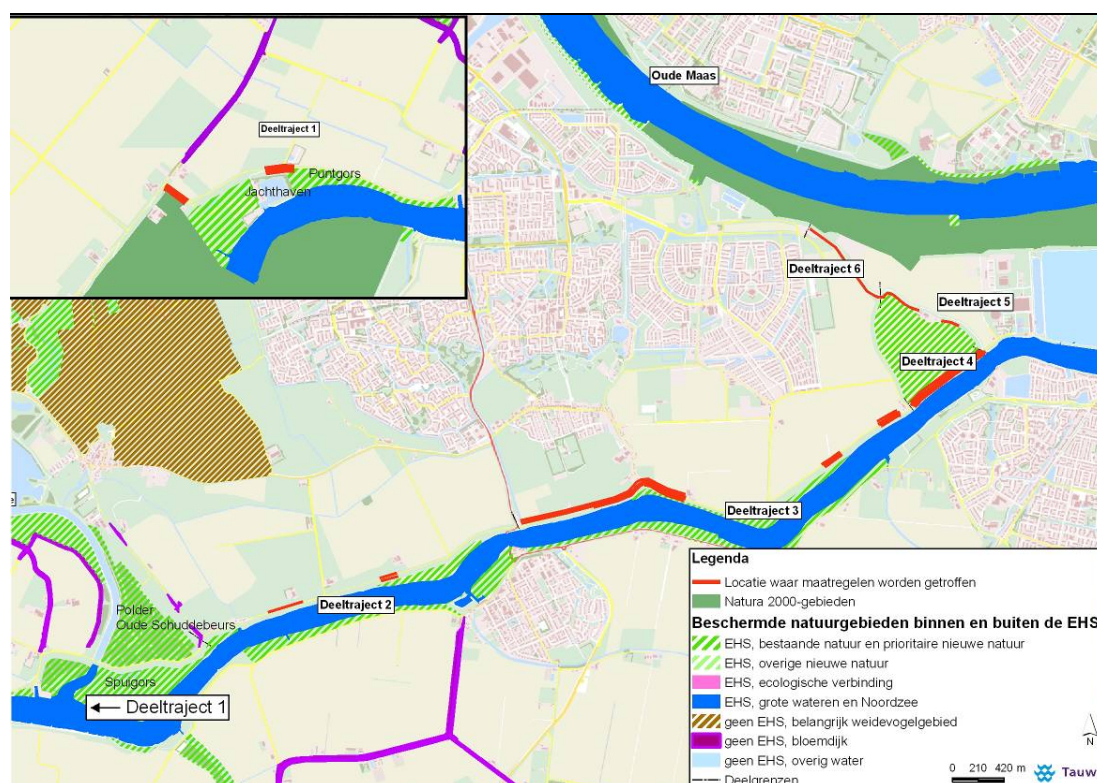 Deeltraject 1
Puntgors
Jachthaven
Oude Maas
Deeltraject 6
Deeltraject 5
Deeltraject 4
Deeltraject 3
Deeltraject 2
Polder
Oude Schuddebeurs
Spuigors
← Deeltraject 1
Legenda
Locatie waar maatregelen worden getroffen
Natura 2000-gebieden
Beschermde natuurgebieden binnen en buiten de EHS
EHS, bestaande natuur en prioritaire nieuwe natuur
EHS, overige nieuwe natuur
EHS, ecologische verbinding
EHS, grote wateren en Noordzee
geen EHS, belangrijk weidevogelgebied
geen EHS, bloemdijk
geen EHS, overig water
Deelgrenzen
N
0 210 420 m
Tauw